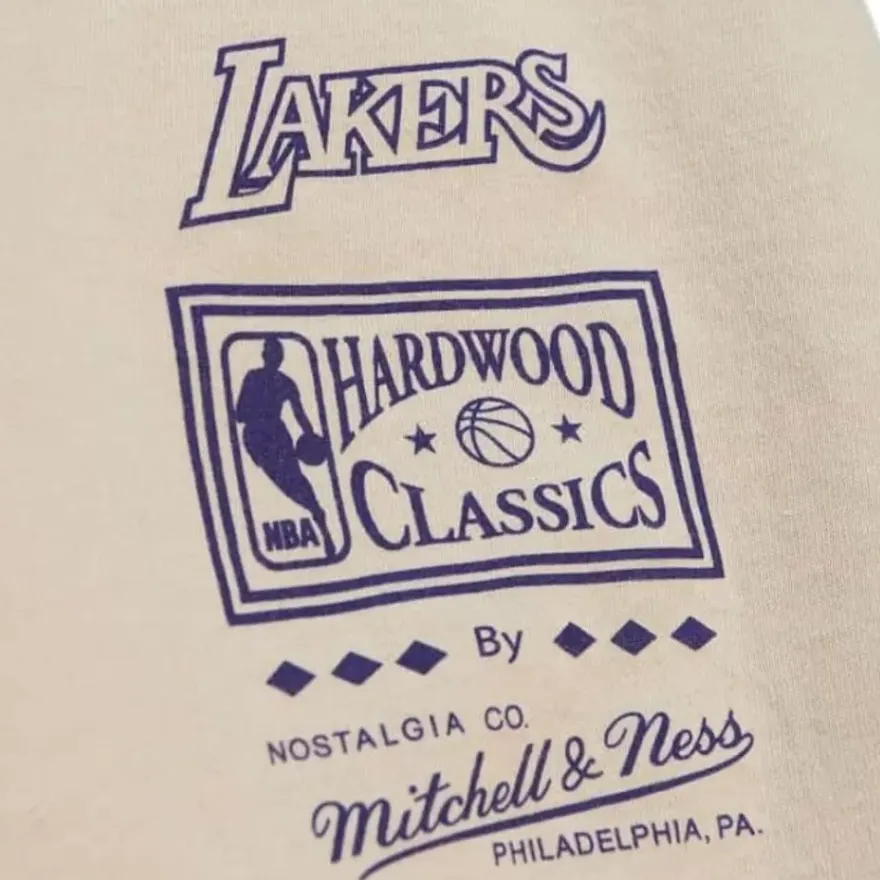 LAKERS
HARDWOOD
CLASSICS
NBA
By
NOSTALGIA CO.
Mitchell & Ness
PHILADELPHIA, PA.